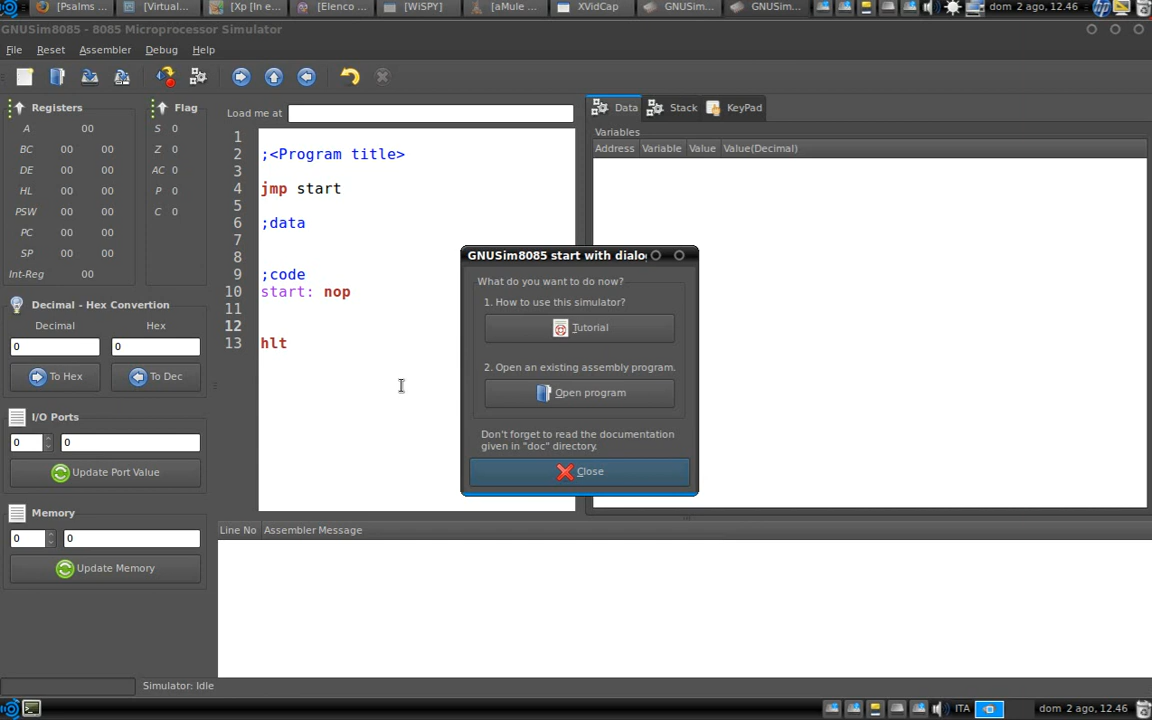 [Psalms ...
[Virtual...
[Xp [In e...
[Elenco ...
[WiSPY]
[aMule ...
XVidCap
GNUSim...
GNUSim...
dom 2 ago, 12.46
GNUSim8085 - 8085 Microprocessor Simulator
File
Reset
Assembler
Debug
Help
Registers
Flag
A 00
S 0
BC 00 00
Z 0
DE 00 00
AC 0
HL 00 00
P 0
PSW 00 00
C 0
PC 00 00
SP 00 00
Int-Reg 00
Decimal - Hex Convertion
Decimal
Hex
0
0
To Hex
To Dec
I/O Ports
0
0
Update Port Value
Memory
0
0
Update Memory
Load me at
1
2 ;<Program title>
3
4 jmp start
5
6 ;data
7
8
9 ;code
10 start: nop
11
12
13 hlt
Data
Stack
KeyPad
Variables
Address
Variable
Value
Value(Decimal)
GNUSim8085 start with dialo
What do you want to do now?
1. How to use this simulator?
Tutorial
2. Open an existing assembly program.
Open program
Don't forget to read the documentation
given in "doc" directory.
Close
Line No
Assembler Message
Simulator: Idle
ITA
dom 2 ago, 12.46